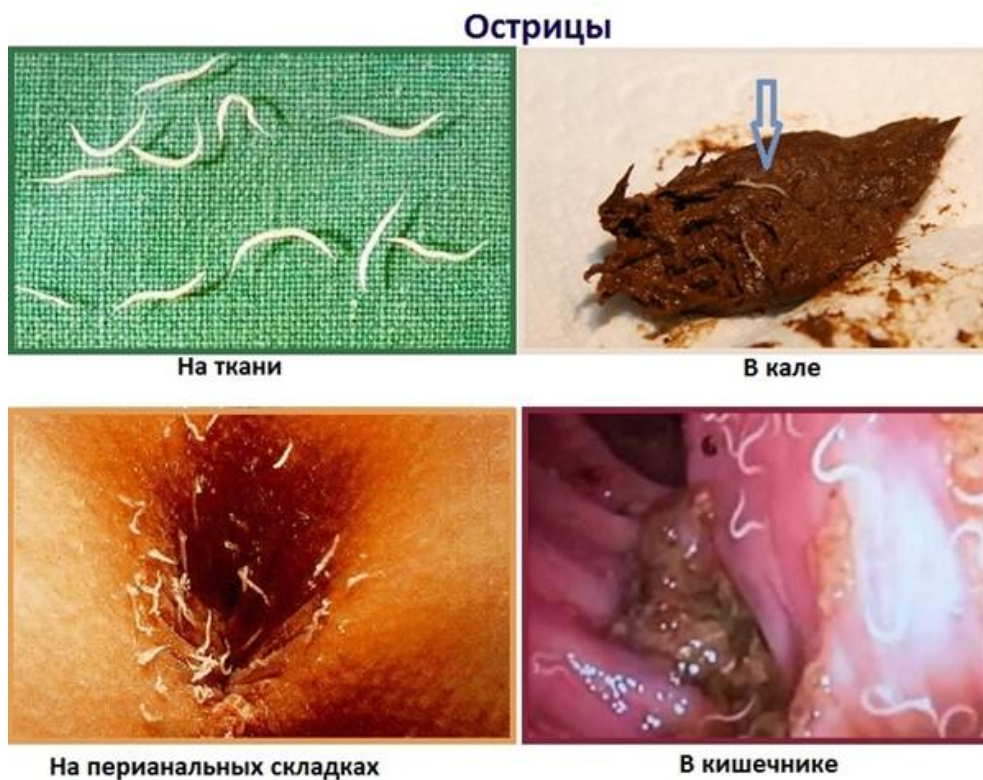 Острицы
На ткани
В кале
На перианальных складках
В кишечнике